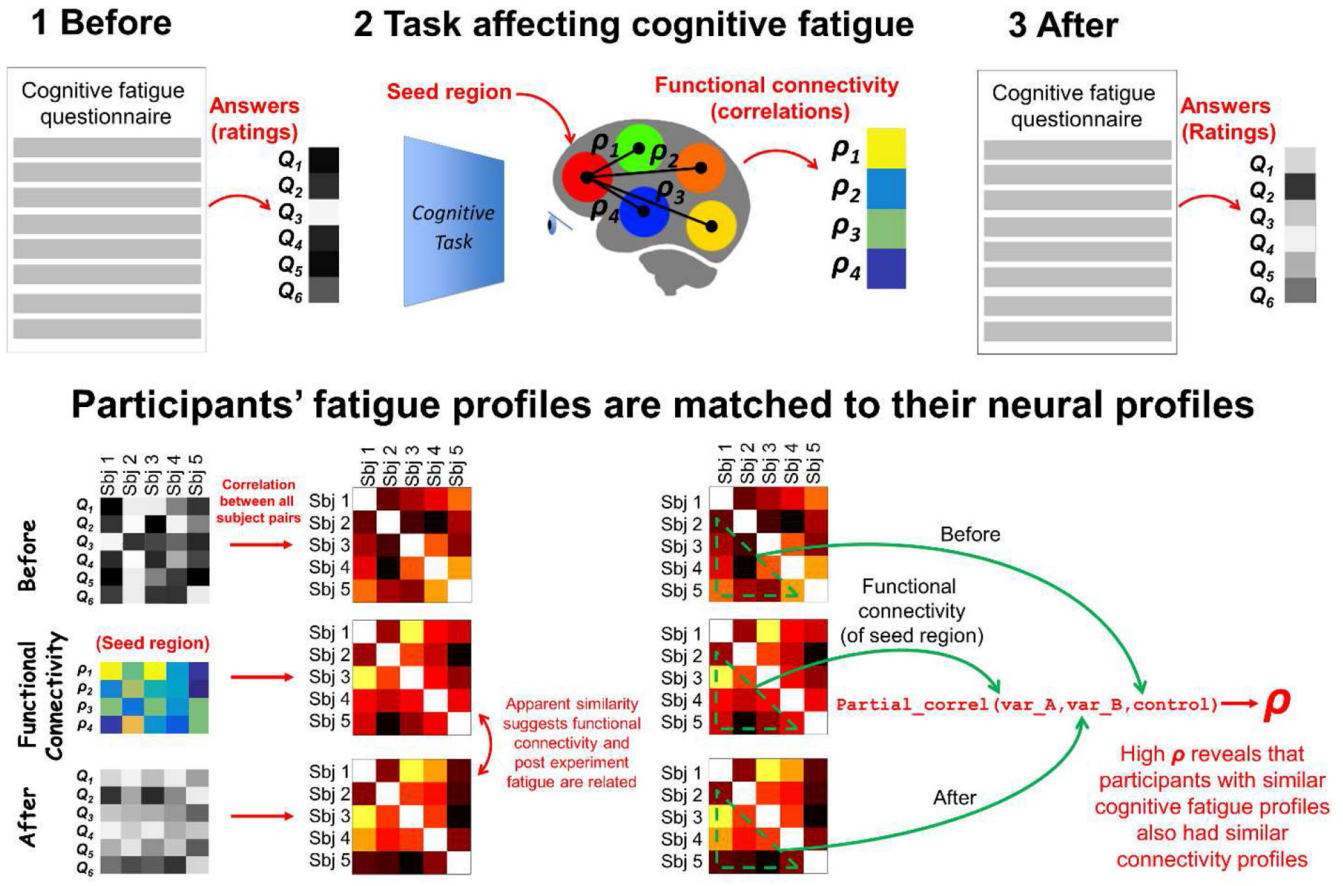 1 Before
2 Task affecting cognitive fatigue
3 After
Cognitive fatigue
questionnaire
Answers
(ratings)
Q1
Q2
Q3
Q4
Q5
Q6
Seed region
Cognitive
Task
ρ1
ρ2
ρ3
ρ4
Functional connectivity
(correlations)
ρ1
ρ2
ρ3
ρ4
Cognitive fatigue
questionnaire
Answers
(Ratings)
Q1
Q2
Q3
Q4
Q5
Q6
Participants' fatigue profiles are matched to their neural profiles
Before
Sbj 1
Sbj 2
Sbj 3
Sbj 4
Sbj 5
Q1
Q2
Q3
Q4
Q5
Q6
Correlation
between all
subject pairs
Sbj 1
Sbj 2
Sbj 3
Sbj 4
Sbj 5
Sbj 1
Sbj 2
Sbj 3
Sbj 4
Sbj 5
Functional
Connectivity
(Seed region)
ρ1
ρ2
ρ3
ρ4
Sbj 1
Sbj 2
Sbj 3
Sbj 4
Sbj 5
After
Q1
Q2
Q3
Q4
Q5
Q6
Sbj 1
Sbj 2
Sbj 3
Sbj 4
Sbj 5
Apparent similarity
suggests functional
connectivity and
post experiment
fatigue are related
Sbj 1
Sbj 2
Sbj 3
Sbj 4
Sbj 5
Sbj 1
Sbj 2
Sbj 3
Sbj 4
Sbj 5
Sbj 1
Sbj 2
Sbj 3
Sbj 4
Sbj 5
Sbj 1
Sbj 2
Sbj 3
Sbj 4
Sbj 5
Before
Functional
connectivity
(of seed region)
Partial_correl(var_A,var_B,control)
ρ
After
High ρ reveals that
participants with similar
cognitive fatigue profiles
also had similar
connectivity profiles